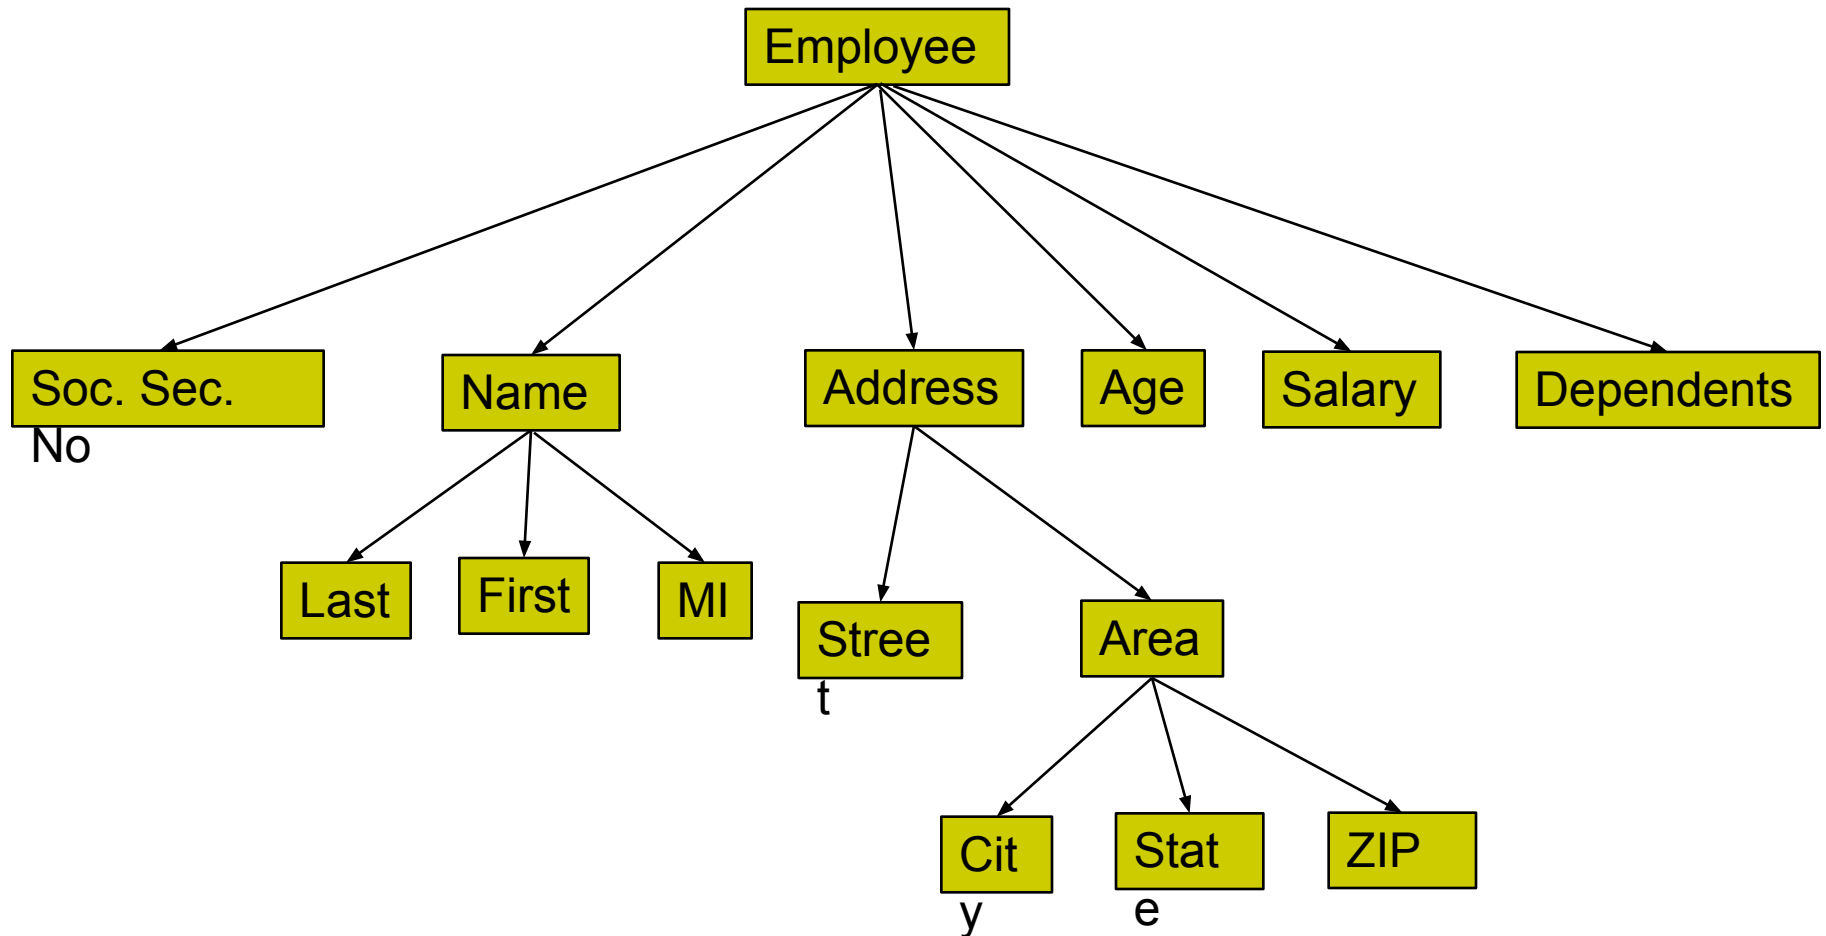 Employee
Soc. Sec.
No
Name
Address
Age
Salary
Dependents
Last
First
MI
Stree
t
Area
Cit
y
Stat
e
ZIP